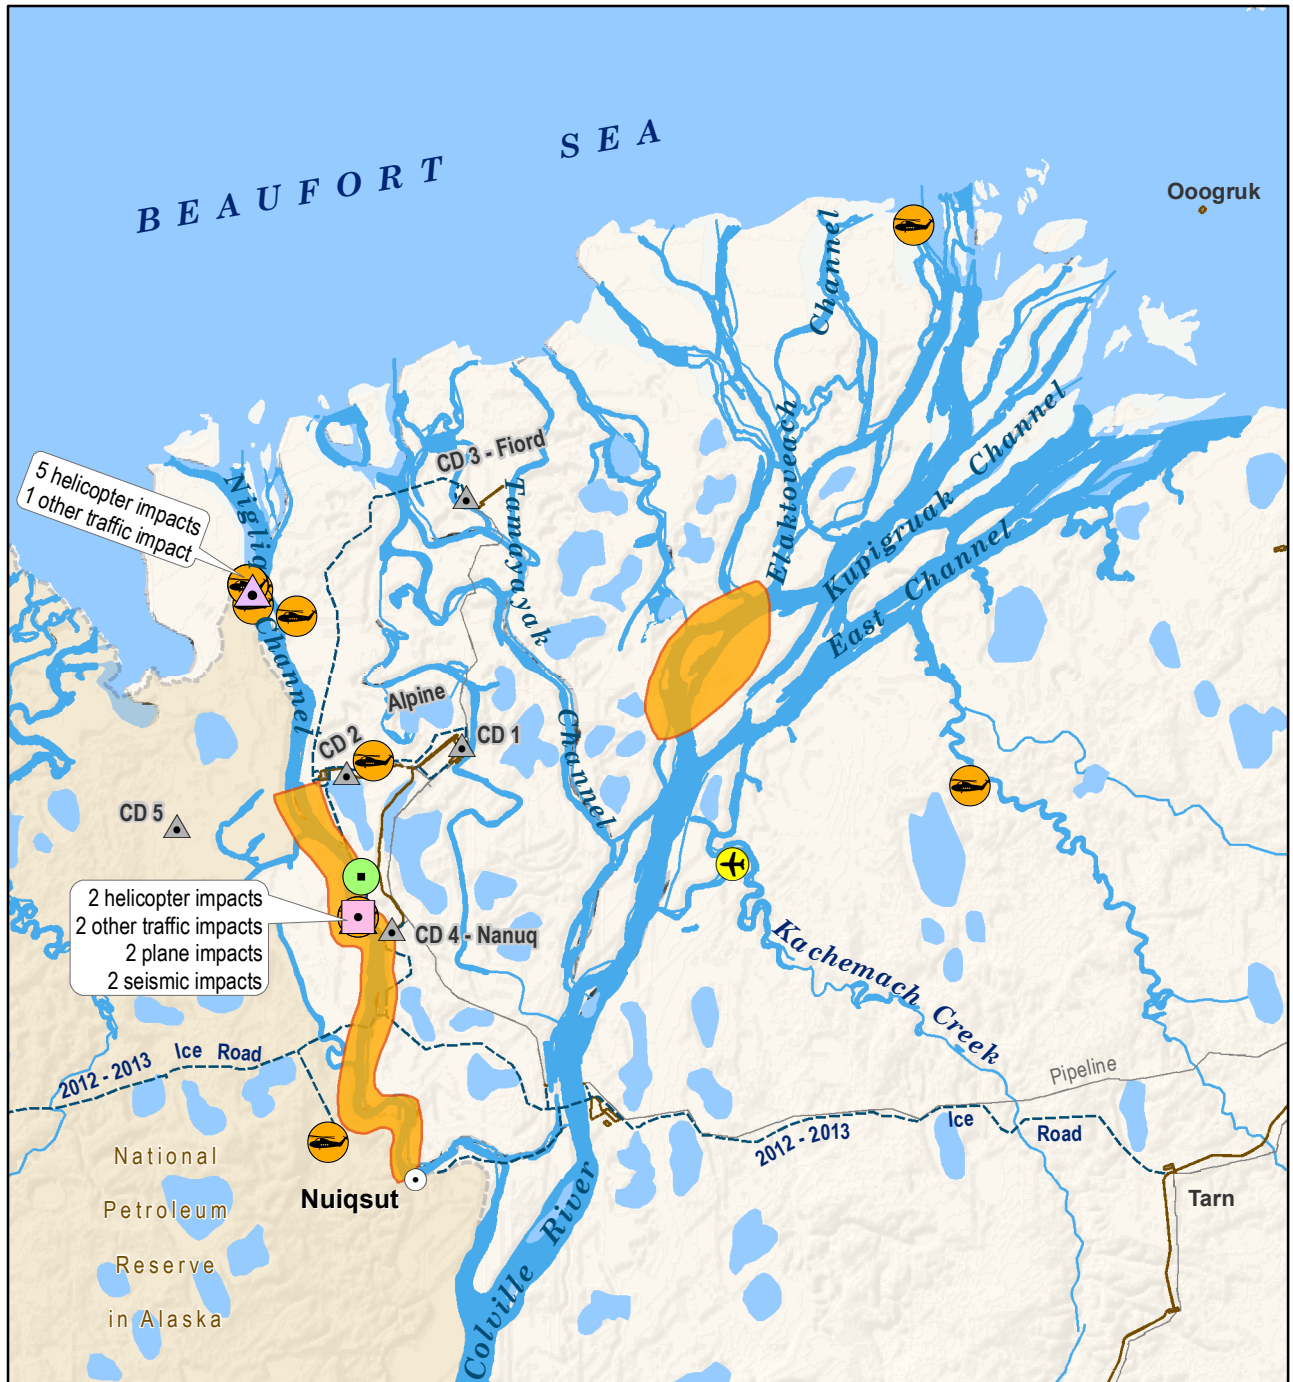 BEAUFORT SEA
Ooogruk
Channel
Elaktoveach
Kupigruak Channel
East Channel
CD 3 - Fiord
5 helicopter impacts
1 other traffic impact
Nigliq
Channel
Tamayayak
Channel
Alpine
CD 1
CD 2
CD 5
2 helicopter impacts
2 other traffic impacts
2 plane impacts
2 seismic impacts
CD 4 - Nanuq
Kachemach Creek
2012 - 2013 Ice Road
Pipeline
2012 - 2013 Ice Road
National
Petroleum
Reserve
in Alaska
Nuiqsut
Tarn
Colville River